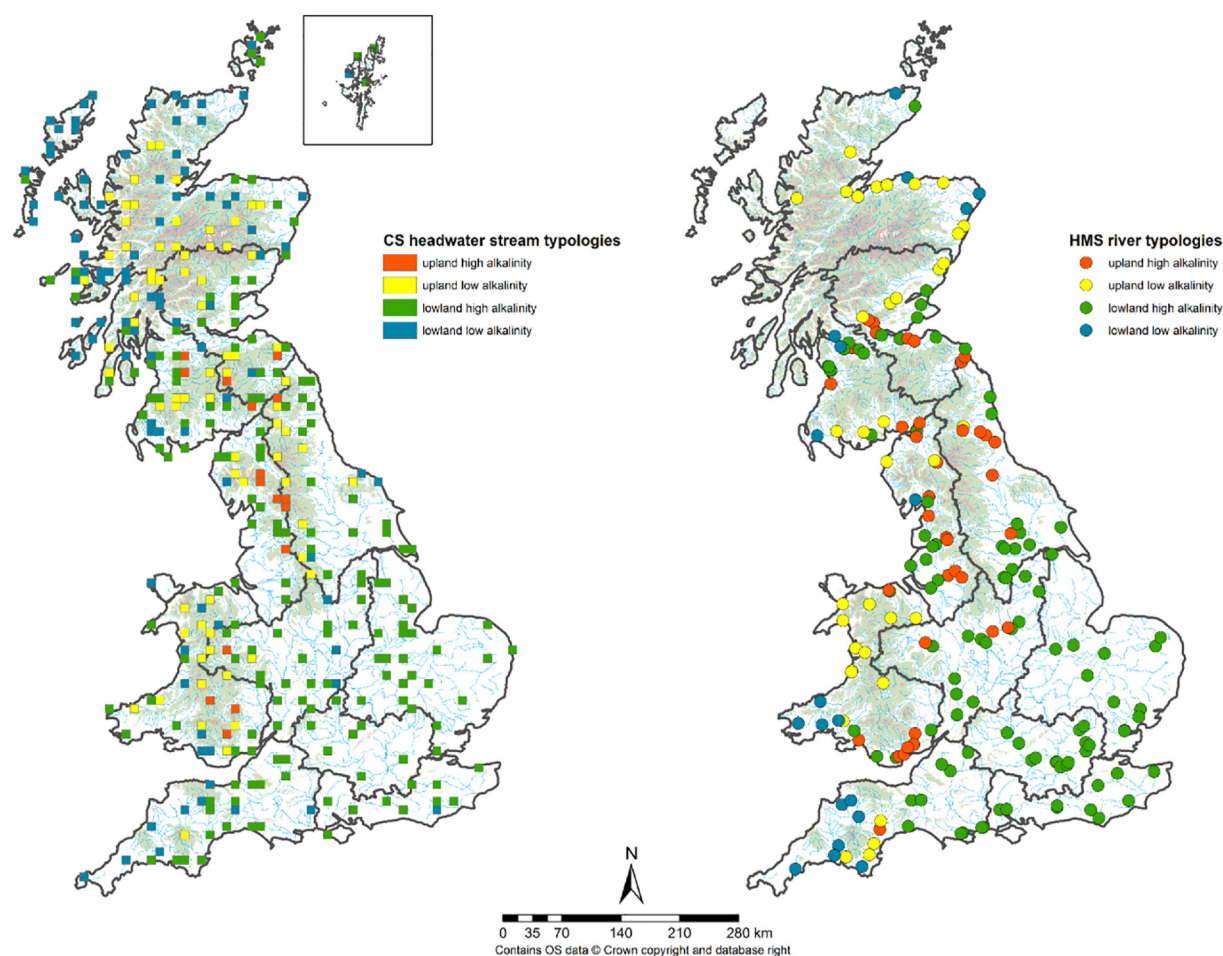 CS headwater stream typologies
upland high alkalinity
upland low alkalinity
lowland high alkalinity
lowland low alkalinity
HMS river typologies
upland high alkalinity
upland low alkalinity
lowland high alkalinity
lowland low alkalinity
N
0 35 70 140 210 280 km
Contains OS data © Crown copyright and database right